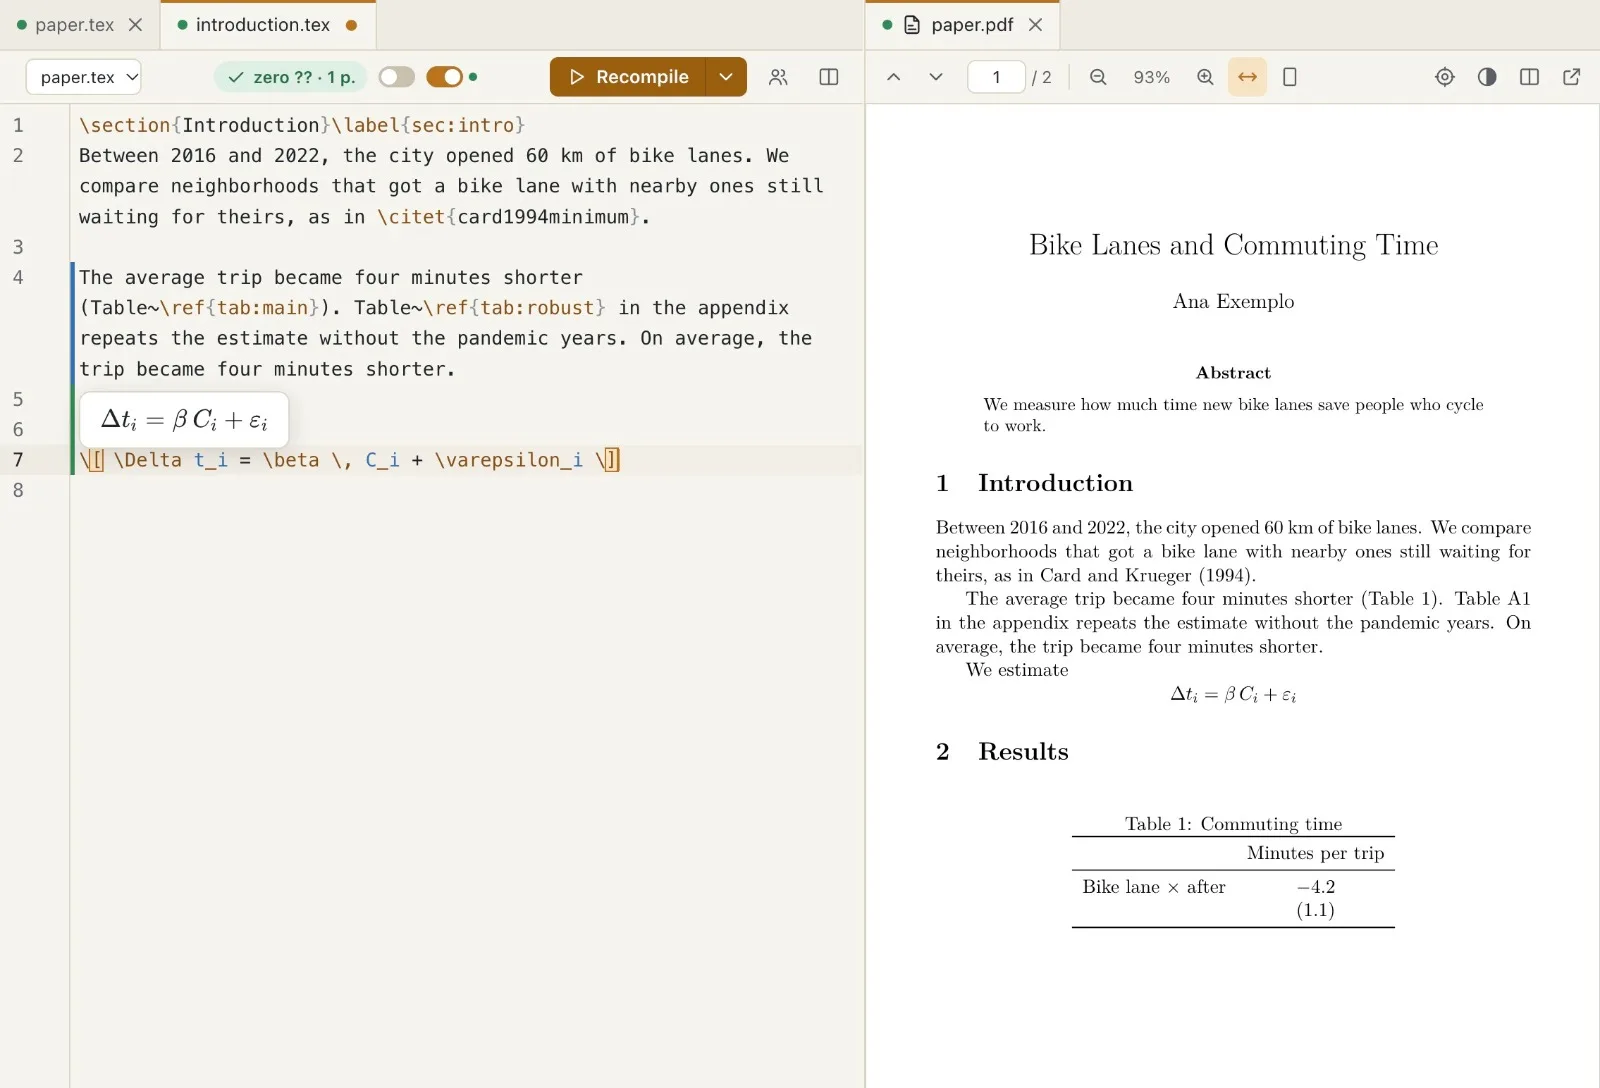 paper.tex
introduction.tex
paper.pdf
paper.tex
zero ?? · 1 p.
Recompile
1 / 2
93%
1 \section{Introduction}\label{sec:intro}
2 Between 2016 and 2022, the city opened 60 km of bike lanes. We
compare neighborhoods that got a bike lane with nearby ones still
waiting for theirs, as in \citet{card1994minimum}.
3
4 The average trip became four minutes shorter
(Table~\ref{tab:main}). Table~\ref{tab:robust} in the appendix
repeats the estimate without the pandemic years. On average, the
trip became four minutes shorter.
5
6
Δtᵢ = β Cᵢ + εᵢ
7 \[ \Delta t_i = \beta \, C_i + \varepsilon_i \]
8
Bike Lanes and Commuting Time
Ana Exemplo
Abstract
We measure how much time new bike lanes save people who cycle
to work.
1 Introduction
Between 2016 and 2022, the city opened 60 km of bike lanes. We compare
neighborhoods that got a bike lane with nearby ones still waiting for
theirs, as in Card and Krueger (1994).
The average trip became four minutes shorter (Table 1). Table A1
in the appendix repeats the estimate without the pandemic years. On
average, the trip became four minutes shorter.
We estimate
Δtᵢ = β Cᵢ + εᵢ
2 Results
Table 1: Commuting time
Minutes per trip
Bike lane × after −4.2
(1.1)